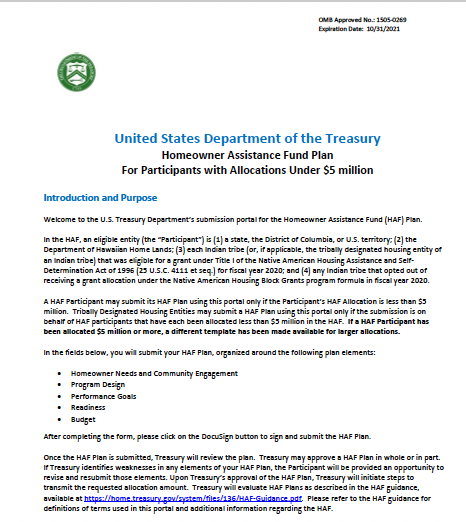 OMB Approved No.: 1505-0269
Expiration Date: 10/31/2021
United States Department of the Treasury
Homeowner Assistance Fund Plan
For Participants with Allocations Under $5 million
Introduction and Purpose
Welcome to the U.S. Treasury Department's submission portal for the Homeowner Assistance Fund (HAF) Plan.
In the HAF, an eligible entity (the "Participant") is (1) a state, the District of Columbia, or U.S. territory; (2) the
Department of Hawaiian Home Lands; (3) each Indian tribe (or, if applicable, the tribally designated housing entity of
an Indian tribe) that was eligible for a grant under Title I of the Native American Housing Assistance and Self-
Determination Act of 1996 (25 U.S.C. 4111 et seq.) for fiscal year 2020; and (4) any Indian tribe that opted out of
receiving a grant allocation under the Native American Housing Block Grants program formula in fiscal year 2020.
A HAF Participant may submit its HAF Plan using this portal only if the Participant's HAF Allocation is less than $5
million. Tribally Designated Housing Entities may submit a HAF Plan using this portal only if the submission is on
behalf of HAF participants that have each been allocated less than $5 million in the HAF. If a HAF Participant has
been allocated $5 million or more, a different template has been made available for larger allocations.
In the fields below, you will submit your HAF Plan, organized around the following plan elements:
• Homeowner Needs and Community Engagement
• Program Design
• Performance Goals
• Readiness
• Budget
After completing the form, please click on the DocuSign button to sign and submit the HAF Plan.
Once the HAF Plan is submitted, Treasury will review the plan. Treasury may approve a HAF Plan in whole or in part.
If Treasury identifies weaknesses in any elements of your HAF Plan, the Participant will be provided an opportunity to
revise and resubmit those elements. Upon Treasury's approval of the HAF Plan, Treasury will initiate steps to
transmit the requested allocation amount. Treasury will evaluate HAF Plans as described in the HAF guidance,
available at https://home.treasury.gov/system/files/136/HAF-Guidance.pdf. Please refer to the HAF guidance for
definitions of terms used in this portal and additional information regarding the HAF.